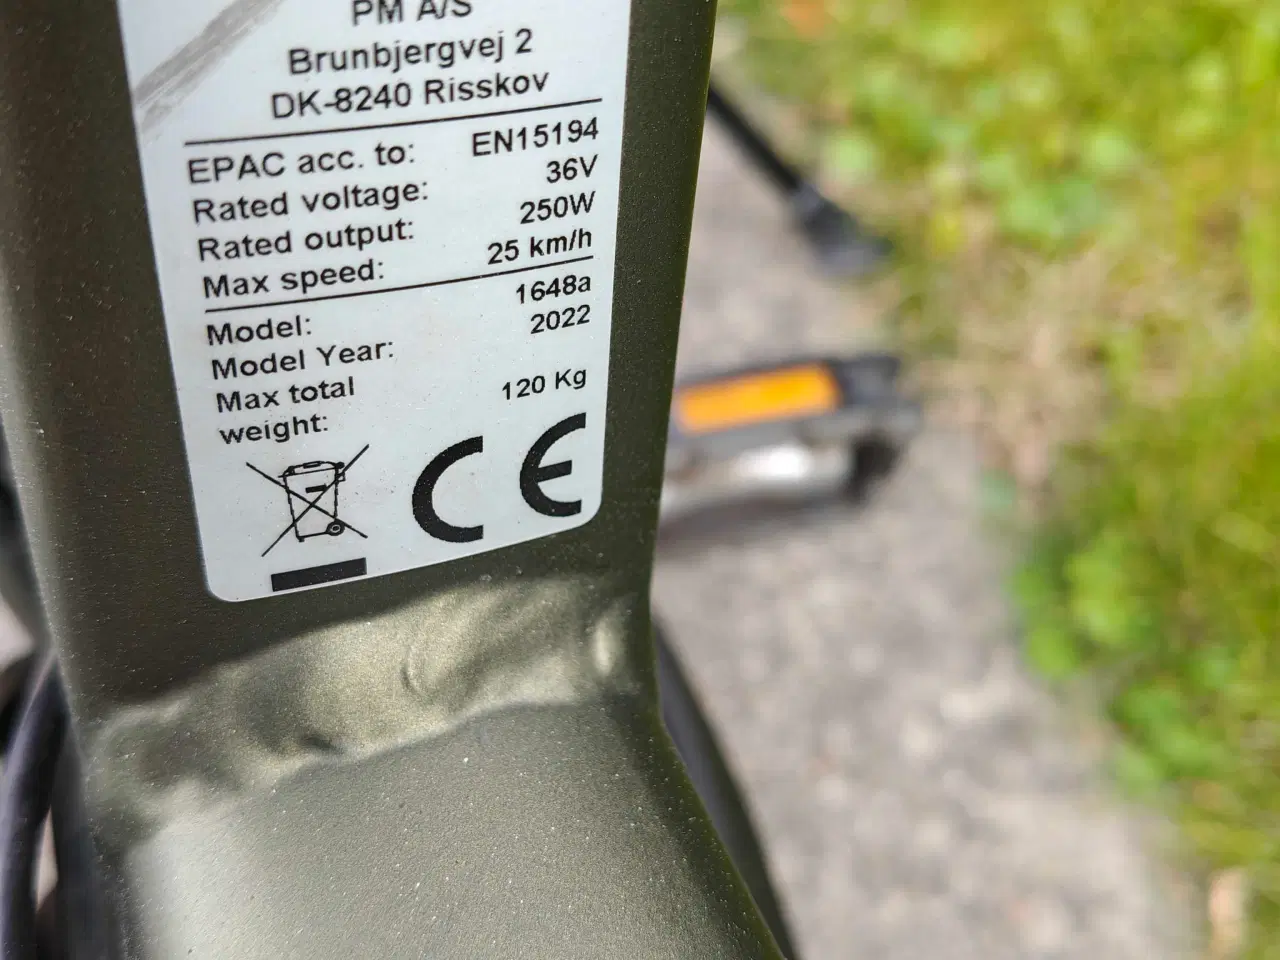 PM A/S
Brunbjergvej 2
DK-8240 Risskov
EPAC acc. to: EN15194
Rated voltage: 36V
Rated output: 250W
Max speed: 25 km/h
Model: 1648a
Model Year: 2022
Max total
weight: 120 Kg
CE